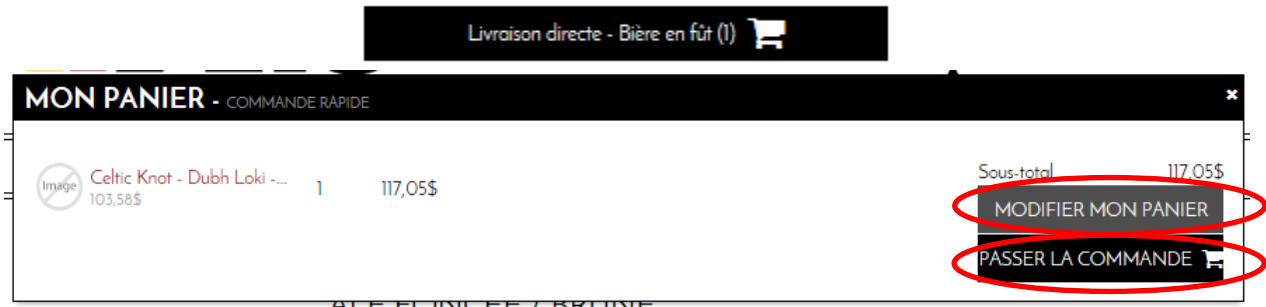 Livraison directe - Bière en fût (1)
MON PANIER - COMMANDE RAPIDE
Image
Celtic Knot - Dubh Loki -...
103,58$
1
117,05$
Sous-total 117,05$
MODIFIER MON PANIER
PASSER LA COMMANDE